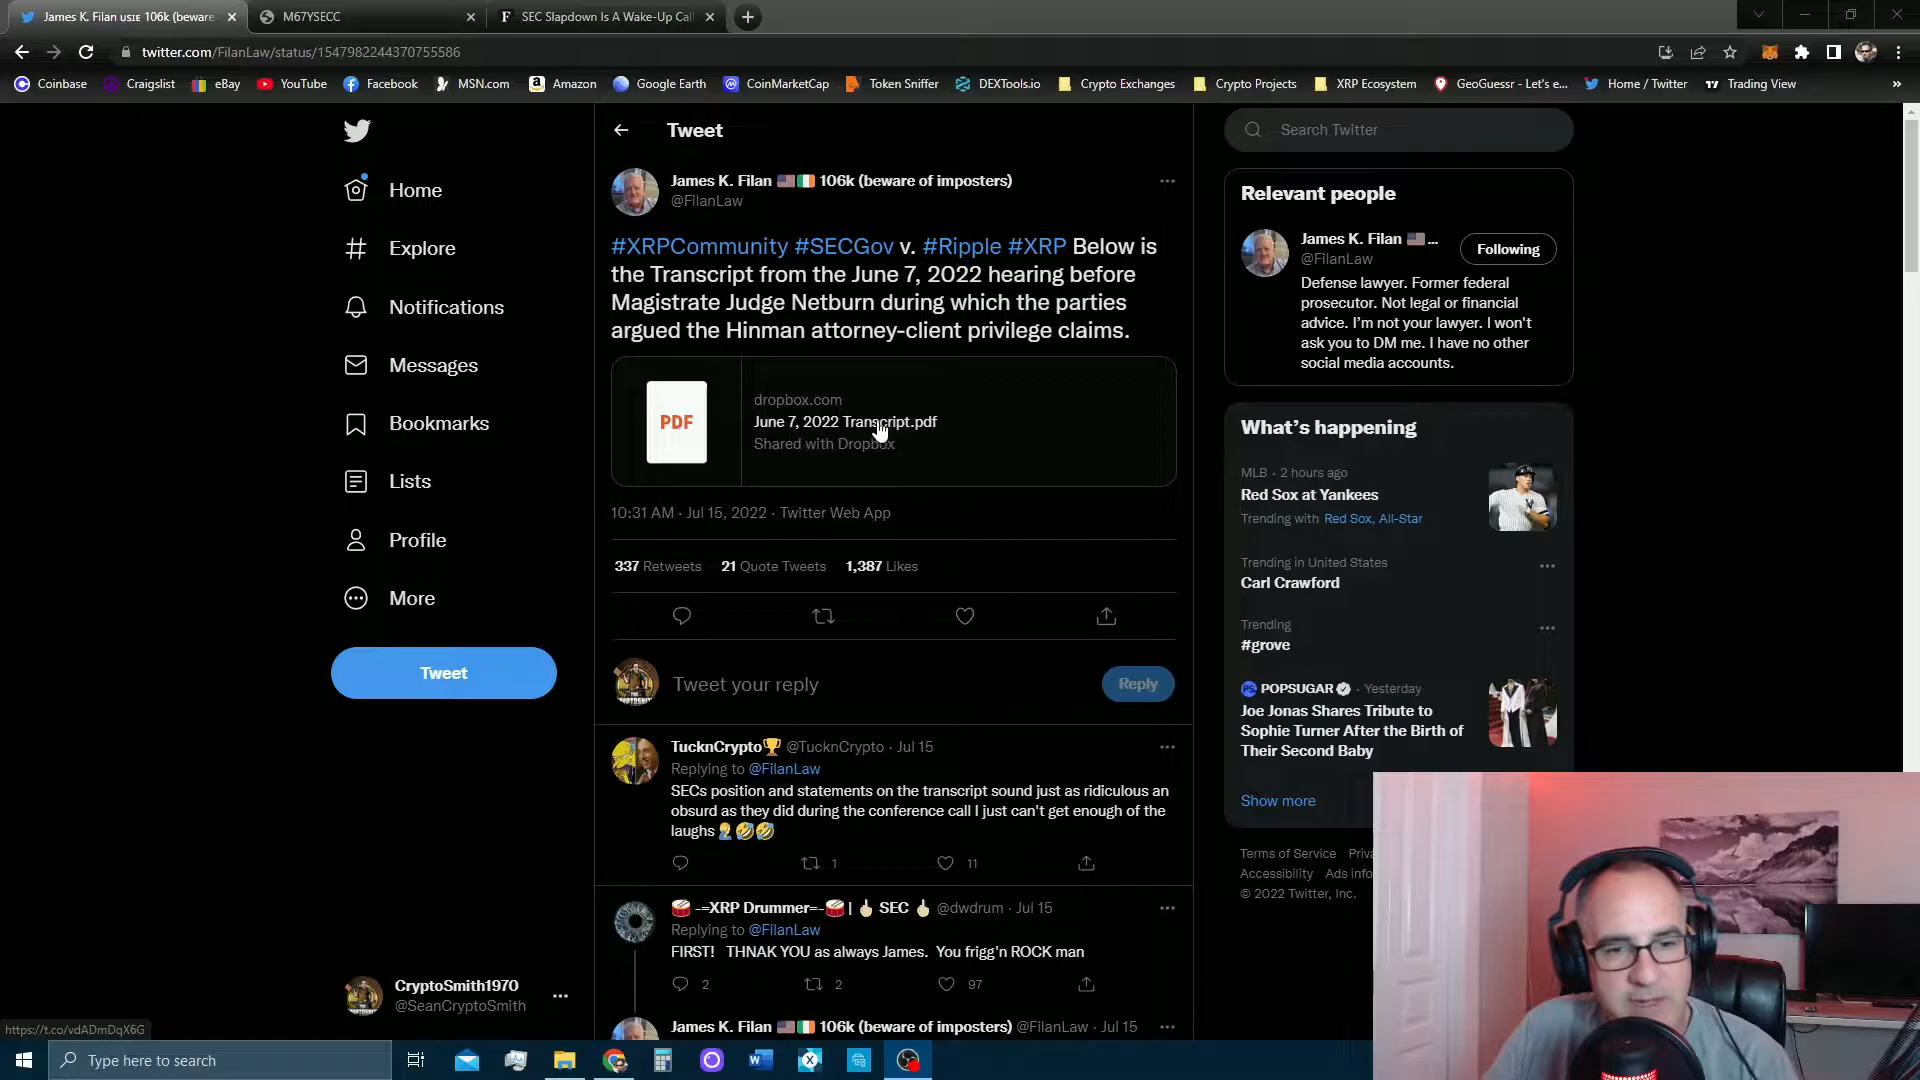 James K. Filan usIE 106k (beware
M67YSECC
SEC Slapdown Is A Wake-Up Cal
twitter.com/FilanLaw/status/1547982244370755586
Coinbase
Craigslist
eBay
YouTube
Facebook
MSN.com
Amazon
Google Earth
CoinMarketCap
Token Sniffer
DEXTools.io
Crypto Exchanges
Crypto Projects
XRP Ecosystem
GeoGuessr - Let's e...
Home / Twitter
Trading View
»
Home
Explore
Notifications
Messages
Bookmarks
Lists
Profile
More
Tweet
CryptoSmith1970
@SeanCryptoSmith
https://t.co/vdADmDqX6G
Tweet
James K. Filan 🇺🇸🇮🇪 106k (beware of imposters)
@FilanLaw
#XRPCommunity #SECGov v. #Ripple #XRP Below is
the Transcript from the June 7, 2022 hearing before
Magistrate Judge Netburn during which the parties
argued the Hinman attorney-client privilege claims.
PDF
dropbox.com
June 7, 2022 Transcript.pdf
Shared with Dropbox
10:31 AM · Jul 15, 2022 · Twitter Web App
337 Retweets 21 Quote Tweets 1,387 Likes
Tweet your reply
Reply
TucknCrypto🏆 @TucknCrypto · Jul 15
Replying to @FilanLaw
SECs position and statements on the transcript sound just as ridiculous an
obsurd as they did during the conference call I just can't get enough of the
laughs🤦🤣🤣
1
11
🥁 -=XRP Drummer=-🥁 | 🖕 SEC 🖕 @dwdrum · Jul 15
Replying to @FilanLaw
FIRST! THNAK YOU as always James. You frigg'n ROCK man
2
2
97
James K. Filan 🇺🇸🇮🇪 106k (beware of imposters) @FilanLaw · Jul 15
Search Twitter
Relevant people
James K. Filan 🇺🇸 ...
@FilanLaw
Following
Defense lawyer. Former federal
prosecutor. Not legal or financial
advice. I'm not your lawyer. I won't
ask you to DM me. I have no other
social media accounts.
What's happening
MLB · 2 hours ago
Red Sox at Yankees
Trending with Red Sox, All-Star
Trending in United States
Carl Crawford
Trending
#grove
PS POPSUGAR · Yesterday
Joe Jonas Shares Tribute to
Sophie Turner After the Birth of
Their Second Baby
Show more
Terms of Service Priva
Accessibility Ads info
© 2022 Twitter, Inc.
Type here to search